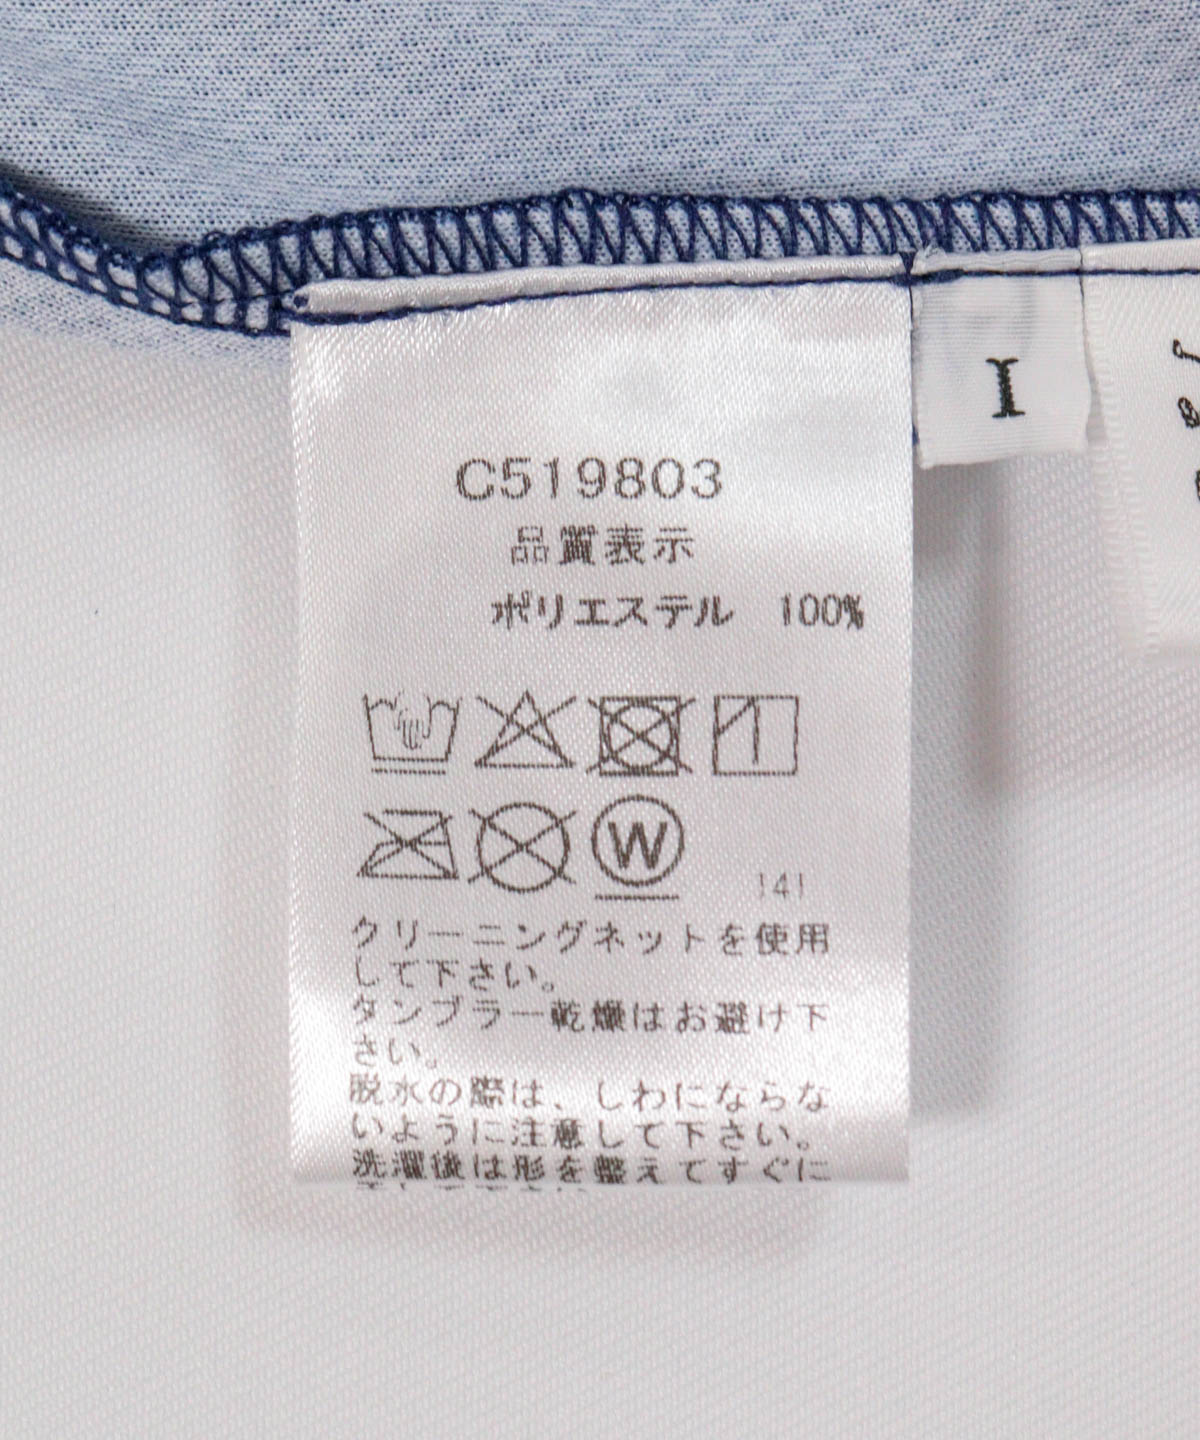 C519803
品質表示
ポリエステル 100%
W
141
クリーニングネットを使用
して下さい。
タンブラー乾燥はお避け下
さい。
脱水の際は、しわにならな
いように注意して下さい。
洗濯後は形を整えてすぐに
I